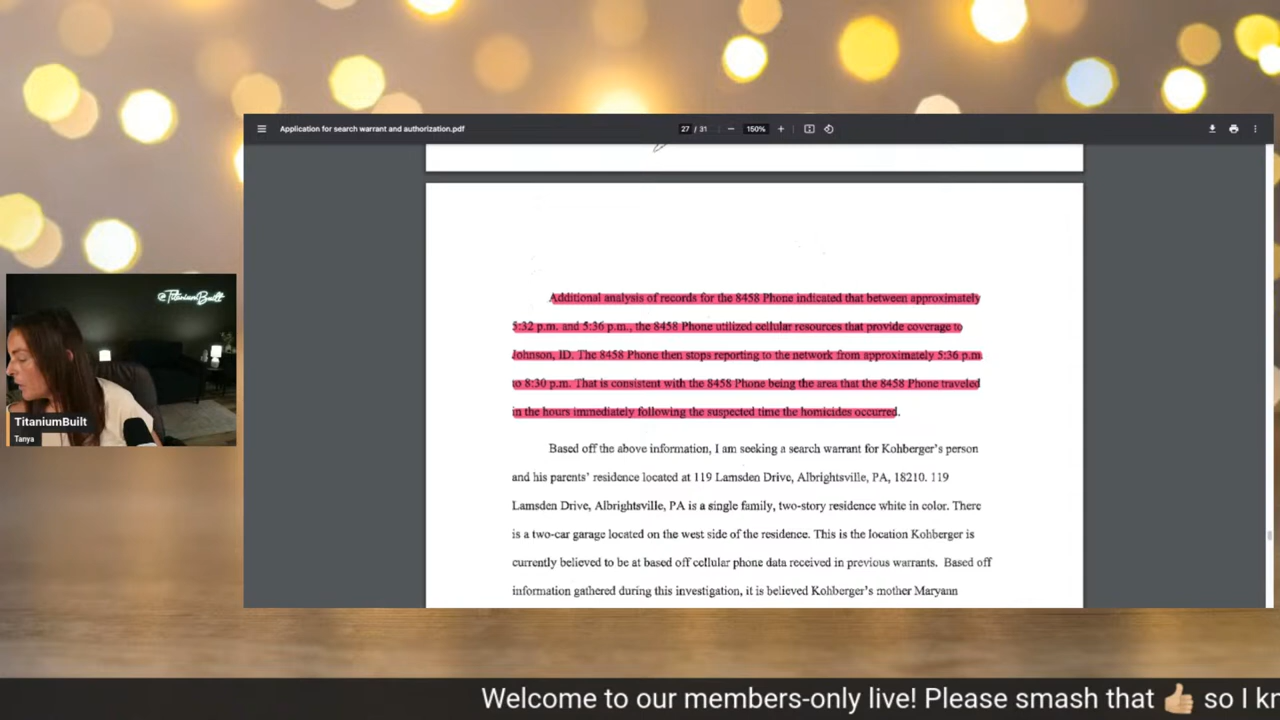 Application for search warrant and authorization.pdf
27 / 31
150%
Additional analysis of records for the 8458 Phone indicated that between approximately
5:32 p.m. and 5:36 p.m., the 8458 Phone utilized cellular resources that provide coverage to
Johnson, ID. The 8458 Phone then stops reporting to the network from approximately 5:36 p.m
to 8:30 p.m. That is consistent with the 8458 Phone being the area that the 8458 Phone traveled
in the hours immediately following the suspected time the homicides occurred.
Based off the above information, I am seeking a search warrant for Kohberger's person
and his parents' residence located at 119 Lamsden Drive, Albrightsville, PA, 18210. 119
Lamsden Drive, Albrightsville, PA is a single family, two-story residence white in color. There
is a two-car garage located on the west side of the residence. This is the location Kohberger is
currently believed to be at based off cellular phone data received in previous warrants. Based off
information gathered during this investigation, it is believed Kohberger's mother Maryann
@TitaniumBuilt
TitaniumBuilt
Tanya
Welcome to our members-only live! Please smash that 👍🏼 so I kn